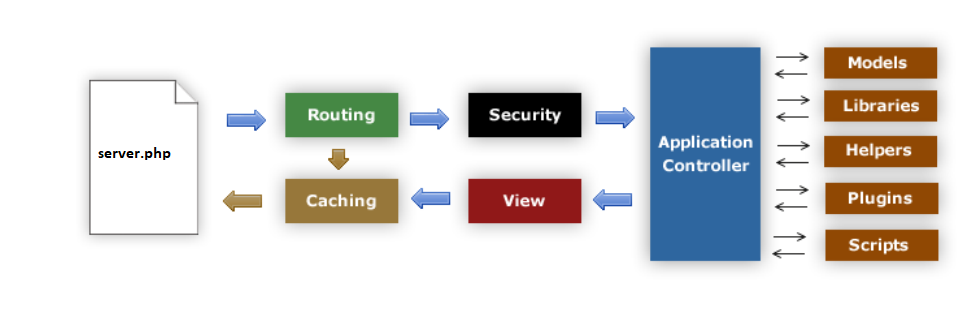 server.php
Routing
Security
Caching
View
Application
Controller
Models
Libraries
Helpers
Plugins
Scripts